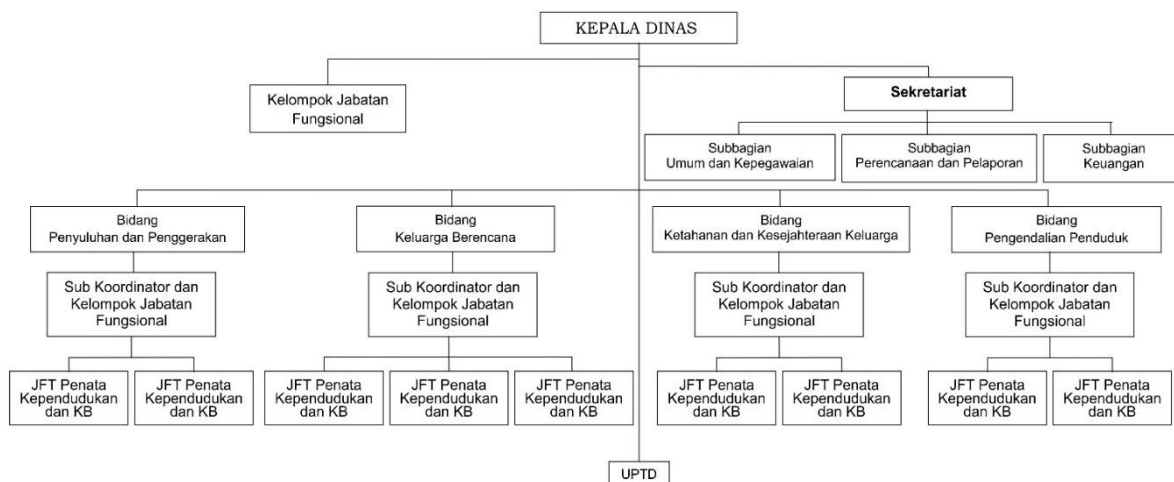 KEPALA DINAS
Kelompok Jabatan
Fungsional
Sekretariat
Subbagian
Umum dan Kepegawaian
Subbagian
Perencanaan dan Pelaporan
Subbagian
Keuangan
Bidang
Penyuluhan dan Penggerakan
Bidang
Keluarga Berencana
Bidang
Ketahanan dan Kesejahteraan Keluarga
Bidang
Pengendalian Penduduk
Sub Koordinator dan
Kelompok Jabatan
Fungsional
Sub Koordinator dan
Kelompok Jabatan
Fungsional
Sub Koordinator dan
Kelompok Jabatan
Fungsional
Sub Koordinator dan
Kelompok Jabatan
Fungsional
JFT Penata
Kependudukan
dan KB
JFT Penata
Kependudukan
dan KB
JFT Penata
Kependudukan
dan KB
JFT Penata
Kependudukan
dan KB
JFT Penata
Kependudukan
dan KB
JFT Penata
Kependudukan
dan KB
JFT Penata
Kependudukan
dan KB
JFT Penata
Kependudukan
dan KB
JFT Penata
Kependudukan
dan KB
UPTD